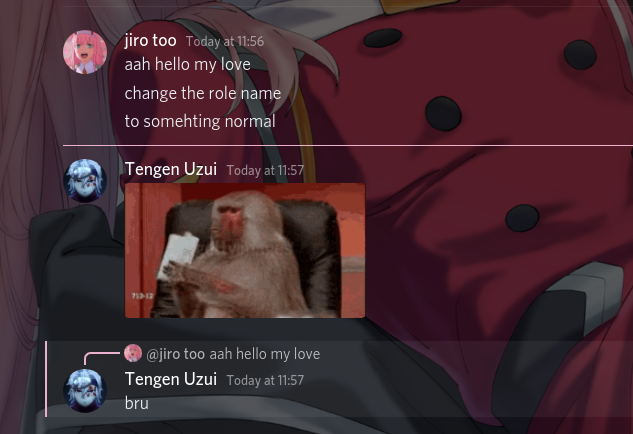 jiro too Today at 11:56
aah hello my love
change the role name
to somehting normal
Tengen Uzui Today at 11:57
@jiro too aah hello my love
Tengen Uzui Today at 11:57
bru